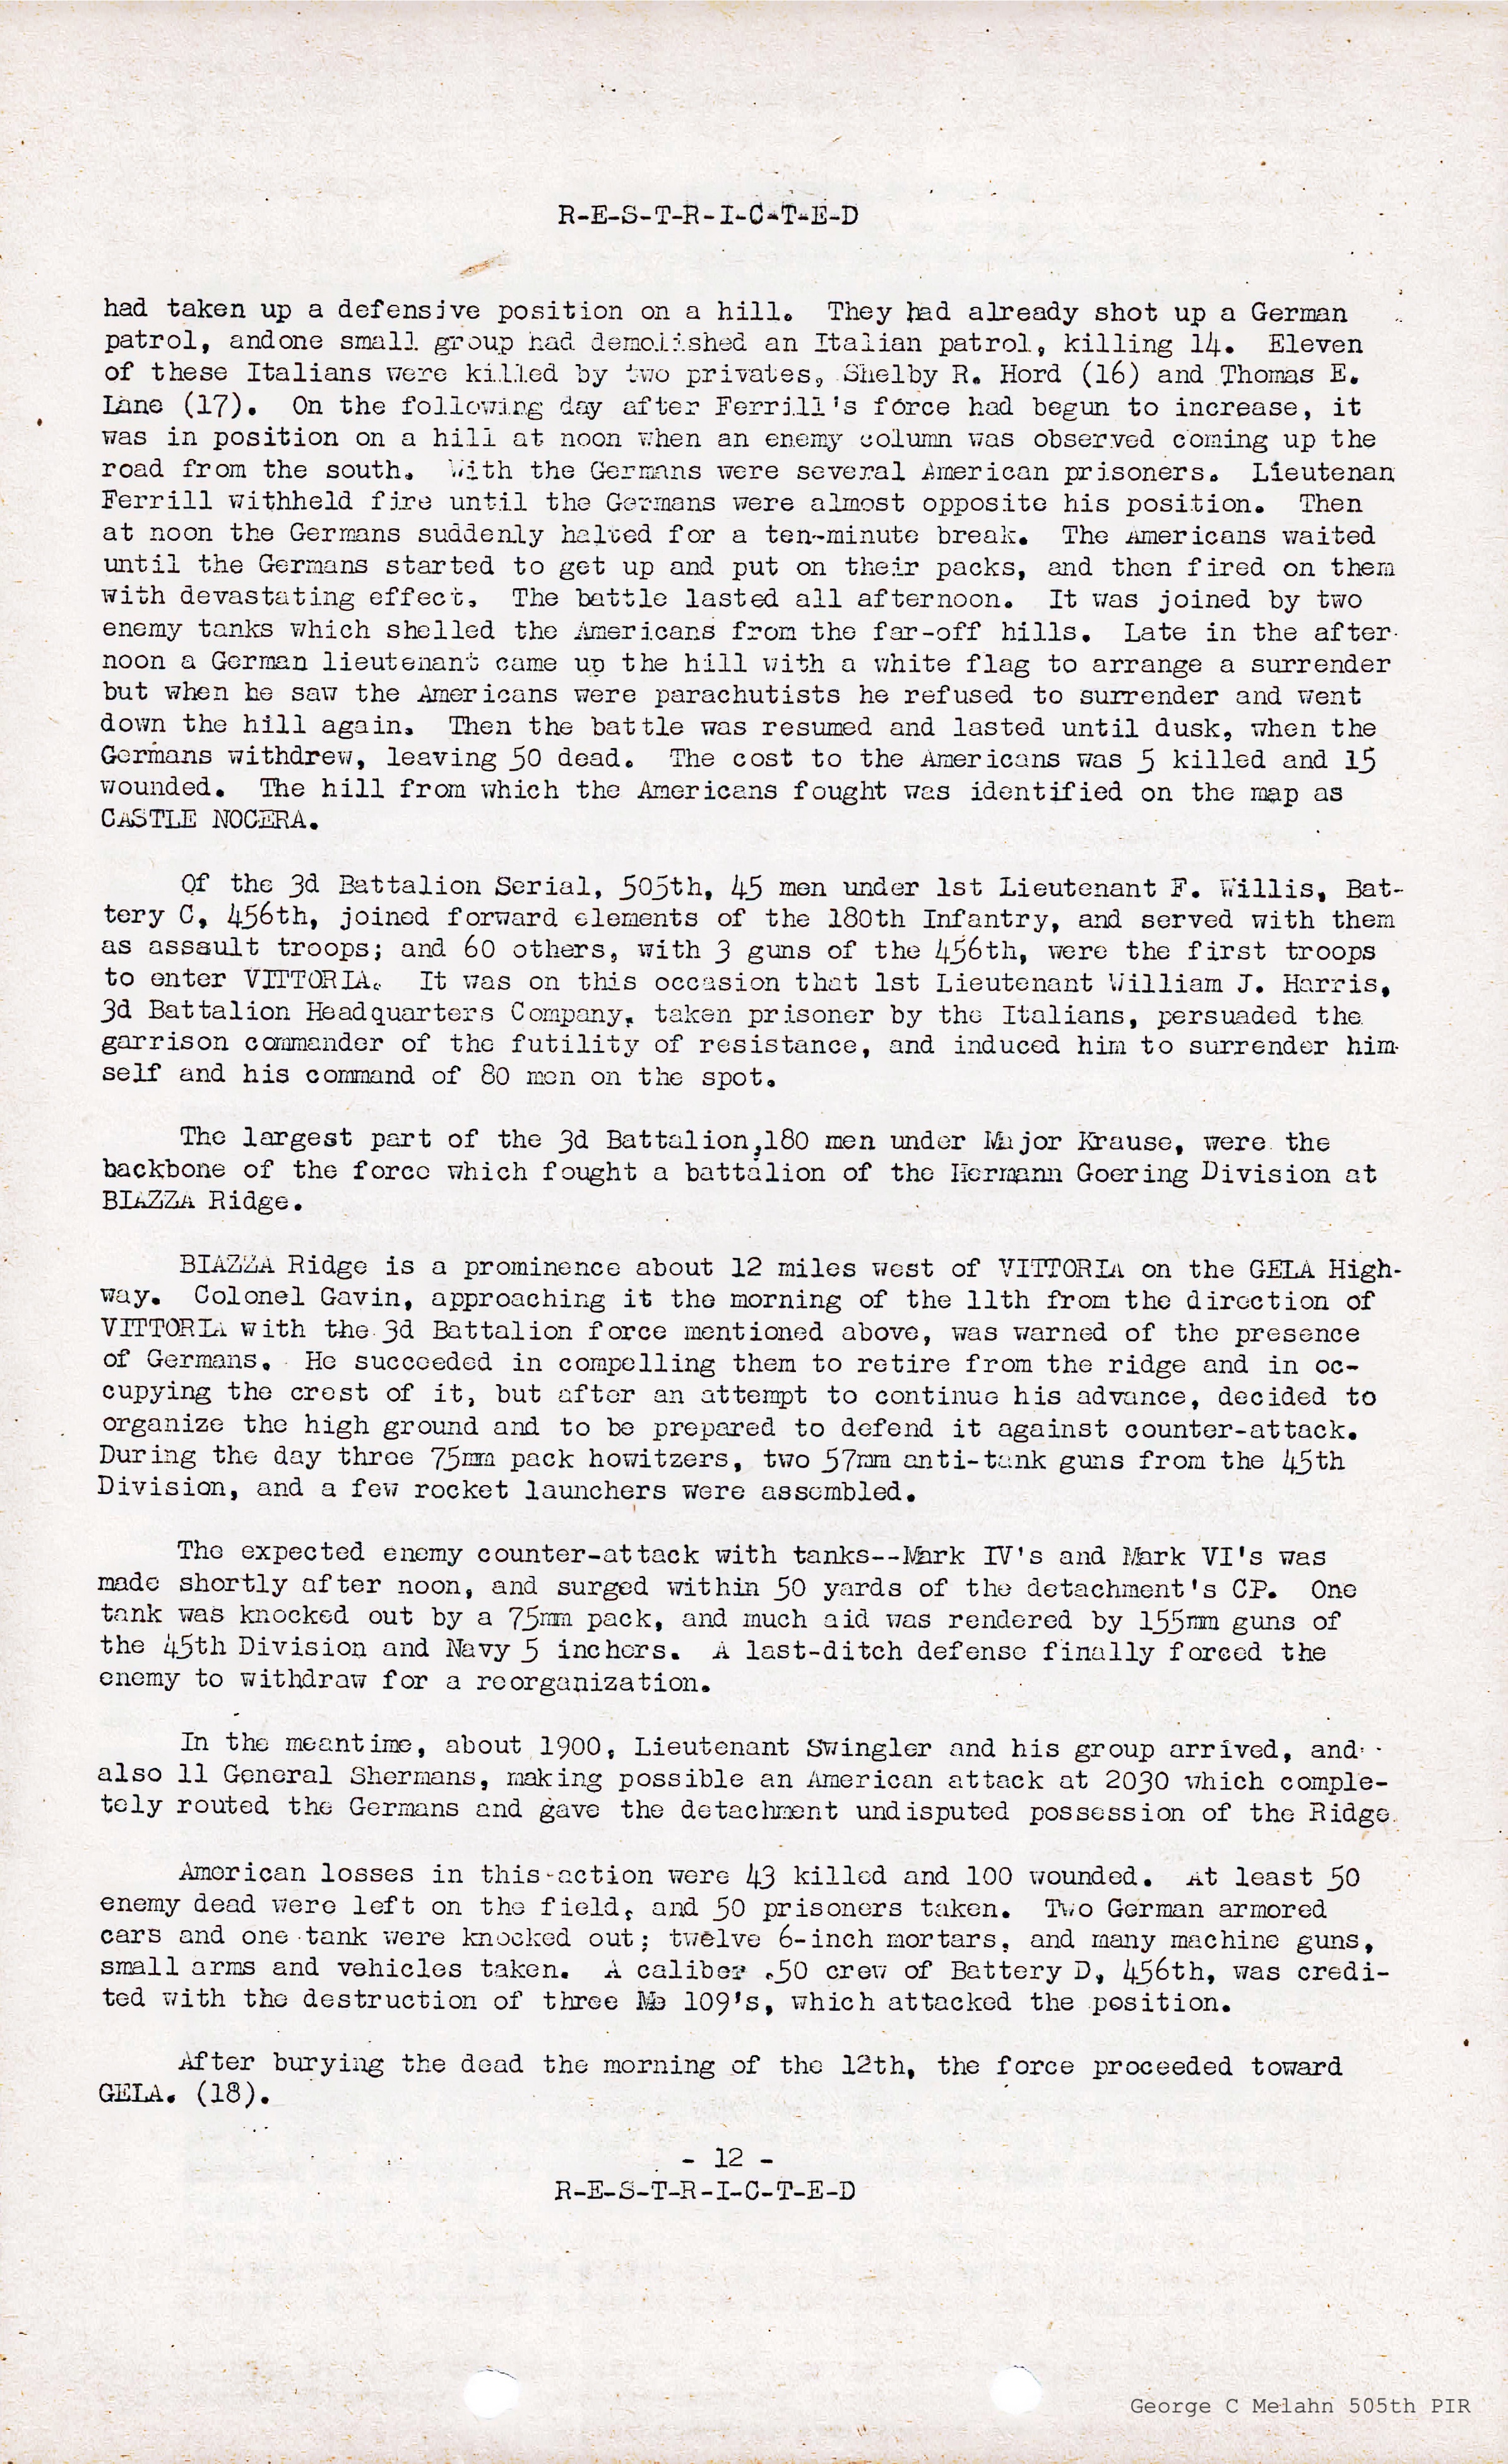 R-E-S-T-R-I-C-T-E-D
had taken up a defensive position on a hill. They had already shot up a German
patrol, andone small group had demolished an Italian patrol, killing 14. Eleven
of these Italians were killed by two privates, Shelby R. Hord (16) and Thomas E.
Lane (17). On the following day after Ferrill's force had begun to increase, it
was in position on a hill at noon when an enemy column was observed coming up the
road from the south. With the Germans were several American prisoners. Lieutenan
Ferrill withheld fire until the Germans were almost opposite his position. Then
at noon the Germans suddenly halted for a ten-minute break. The Americans waited
until the Germans started to get up and put on their packs, and then fired on them
with devastating effect. The battle lasted all afternoon. It was joined by two
enemy tanks which shelled the Americans from the far-off hills. Late in the after-
noon a German lieutenant came up the hill with a white flag to arrange a surrender
but when he saw the Americans were parachutists he refused to surrender and went
down the hill again. Then the battle was resumed and lasted until dusk, when the
Germans withdrew, leaving 50 dead. The cost to the Americans was 5 killed and 15
wounded. The hill from which the Americans fought was identified on the map as
CASTLE NOCERA.
Of the 3d Battalion Serial, 505th, 45 men under 1st Lieutenant F. Willis, Bat-
tery C, 456th, joined forward elements of the 180th Infantry, and served with them
as assault troops; and 60 others, with 3 guns of the 456th, were the first troops
to enter VITTORIA. It was on this occasion that 1st Lieutenant William J. Harris,
3d Battalion Headquarters Company, taken prisoner by the Italians, persuaded the
garrison commander of the futility of resistance, and induced him to surrender him-
self and his command of 80 men on the spot.
The largest part of the 3d Battalion,180 men under Major Krause, were the
backbone of the force which fought a battalion of the Hermann Goering Division at
BIAZZA Ridge.
BIAZZA Ridge is a prominence about 12 miles west of VITTORIA on the GELA High-
way. Colonel Gavin, approaching it the morning of the 11th from the direction of
VITTORIA with the 3d Battalion force mentioned above, was warned of the presence
of Germans. He succeeded in compelling them to retire from the ridge and in oc-
cupying the crest of it, but after an attempt to continue his advance, decided to
organize the high ground and to be prepared to defend it against counter-attack.
During the day three 75mm pack howitzers, two 57mm anti-tank guns from the 45th
Division, and a few rocket launchers were assembled.
The expected enemy counter-attack with tanks--Mark IV's and Mark VI's was
made shortly after noon, and surged within 50 yards of the detachment's CP. One
tank was knocked out by a 75mm pack, and much aid was rendered by 155mm guns of
the 45th Division and Navy 5 inchers. A last-ditch defense finally forced the
enemy to withdraw for a reorganization.
In the meantime, about 1900, Lieutenant Swingler and his group arrived, and
also 11 General Shermans, making possible an American attack at 2030 which comple-
tely routed the Germans and gave the detachment undisputed possession of the Ridge.
American losses in this action were 43 killed and 100 wounded. At least 50
enemy dead were left on the field, and 50 prisoners taken. Two German armored
cars and one tank were knocked out; twelve 6-inch mortars, and many machine guns,
small arms and vehicles taken. A caliber .50 crew of Battery D, 456th, was credi-
ted with the destruction of three Me 109's, which attacked the position.
After burying the dead the morning of the 12th, the force proceeded toward
GELA. (18).
- 12 -
R-E-S-T-R-I-C-T-E-D
George C Melahn 505th PIR